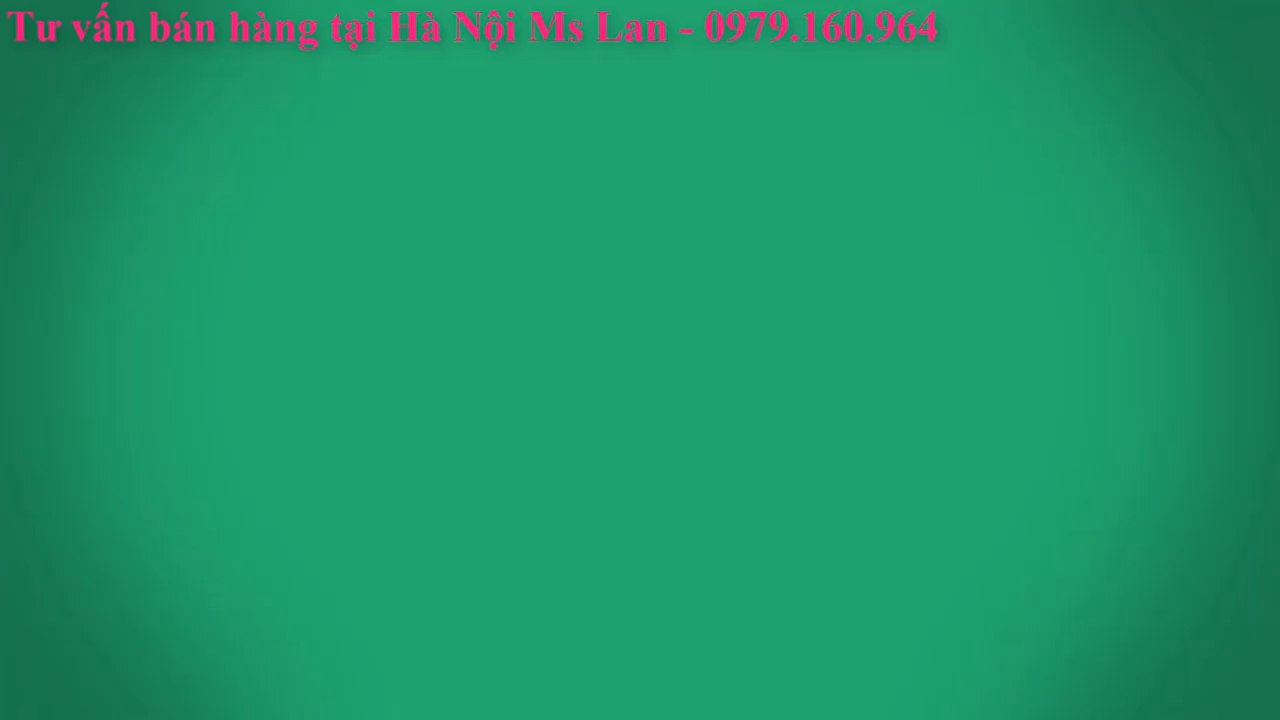 Tư vấn bán hàng tại Hà Nội Ms Lan - 0979.160.964